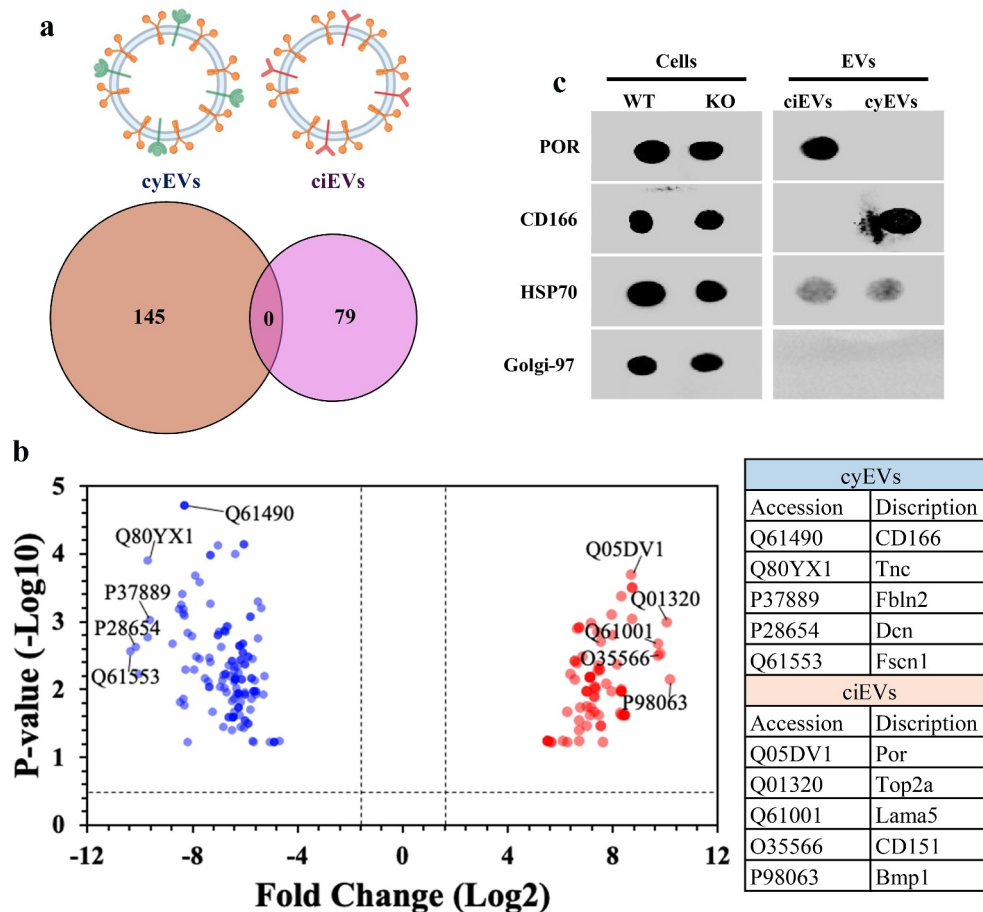 a
cyEVs
ciEVs
145
0
79
c
Cells
EVs
WT
KO
ciEVs
cyEVs
POR
CD166
HSP70
Golgi-97
b
5
4
3
2
1
0
P-value (-Log10)
Q61490
Q80YX1
P37889
P28654
Q61553
Q05DV1
Q01320
Q61001
O35566
P98063
-12
-8
-4
0
4
8
12
Fold Change (Log2)
cyEVs
Accession Discription
Q61490 CD166
Q80YX1 Tnc
P37889 Fbln2
P28654 Dcn
Q61553 Fscn1
ciEVs
Accession Discription
Q05DV1 Por
Q01320 Top2a
Q61001 Lama5
O35566 CD151
P98063 Bmp1